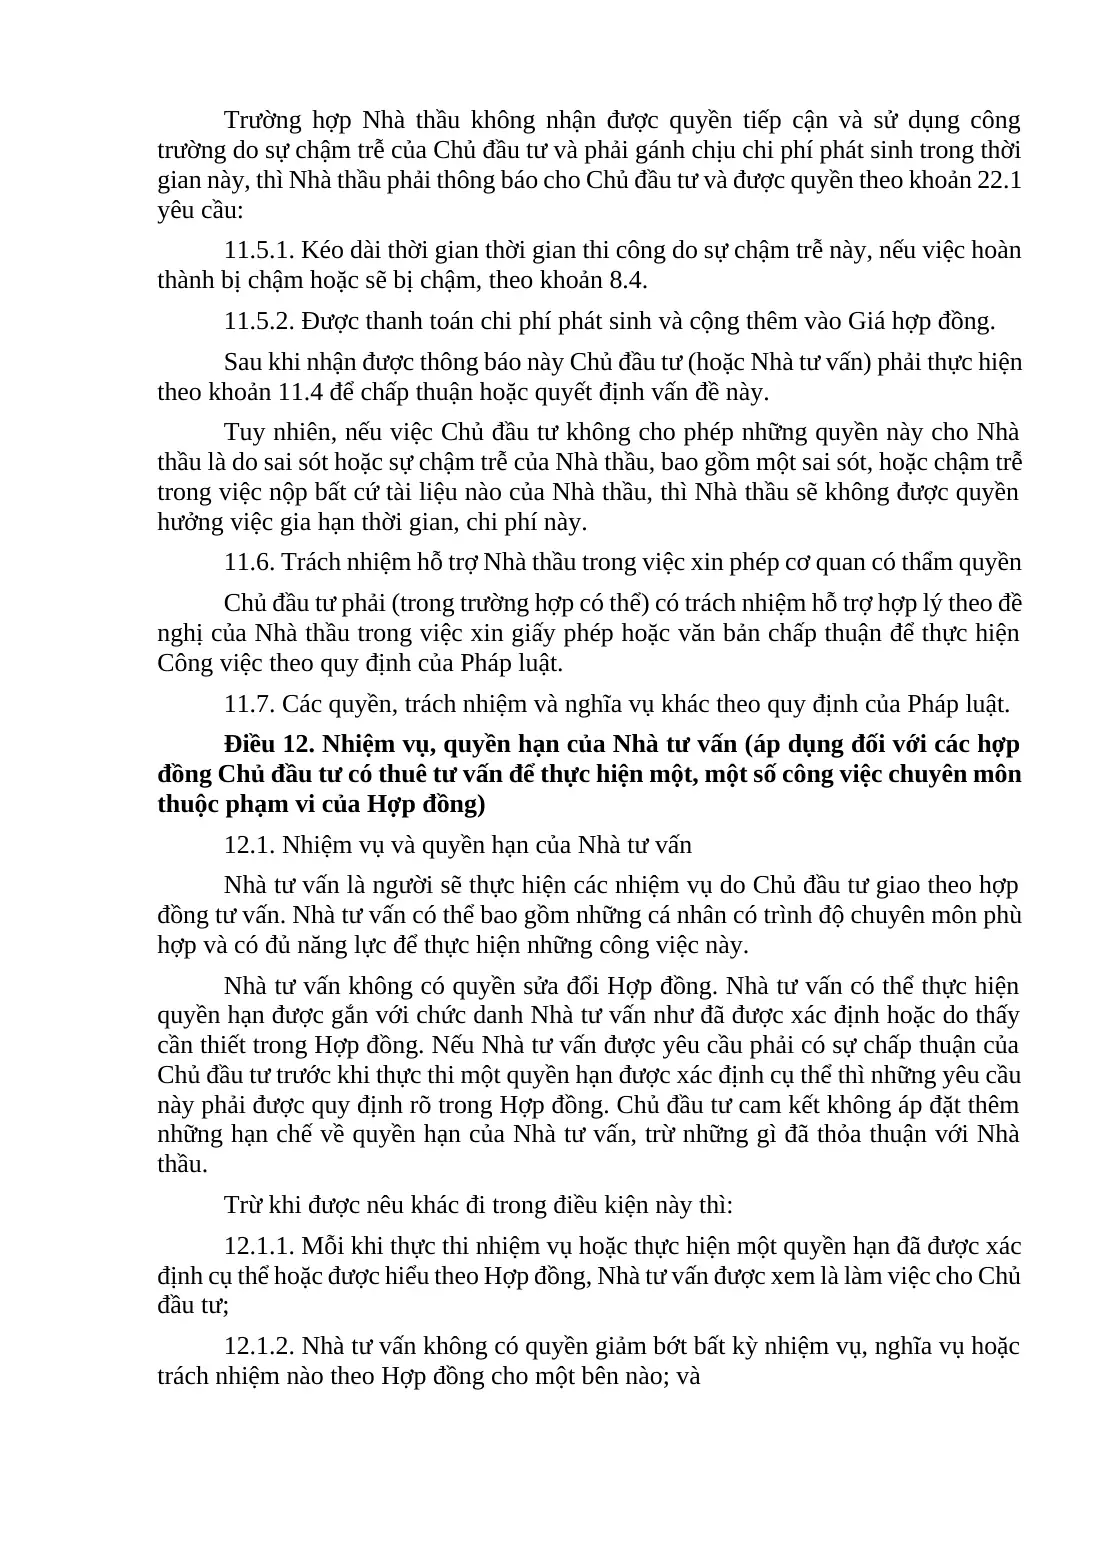 Trường hợp Nhà thầu không nhận được quyền tiếp cận và sử dụng công
trường do sự chậm trễ của Chủ đầu tư và phải gánh chịu chi phí phát sinh trong thời
gian này, thì Nhà thầu phải thông báo cho Chủ đầu tư và được quyền theo khoản 22.1
yêu cầu:
11.5.1. Kéo dài thời gian thời gian thi công do sự chậm trễ này, nếu việc hoàn
thành bị chậm hoặc sẽ bị chậm, theo khoản 8.4.
11.5.2. Được thanh toán chi phí phát sinh và cộng thêm vào Giá hợp đồng.
Sau khi nhận được thông báo này Chủ đầu tư (hoặc Nhà tư vấn) phải thực hiện
theo khoản 11.4 để chấp thuận hoặc quyết định vấn đề này.
Tuy nhiên, nếu việc Chủ đầu tư không cho phép những quyền này cho Nhà
thầu là do sai sót hoặc sự chậm trễ của Nhà thầu, bao gồm một sai sót, hoặc chậm trễ
trong việc nộp bất cứ tài liệu nào của Nhà thầu, thì Nhà thầu sẽ không được quyền
hưởng việc gia hạn thời gian, chi phí này.
11.6. Trách nhiệm hỗ trợ Nhà thầu trong việc xin phép cơ quan có thẩm quyền
Chủ đầu tư phải (trong trường hợp có thể) có trách nhiệm hỗ trợ hợp lý theo đề
nghị của Nhà thầu trong việc xin giấy phép hoặc văn bản chấp thuận để thực hiện
Công việc theo quy định của Pháp luật.
11.7. Các quyền, trách nhiệm và nghĩa vụ khác theo quy định của Pháp luật.
Điều 12. Nhiệm vụ, quyền hạn của Nhà tư vấn (áp dụng đối với các hợp
đồng Chủ đầu tư có thuê tư vấn để thực hiện một, một số công việc chuyên môn
thuộc phạm vi của Hợp đồng)
12.1. Nhiệm vụ và quyền hạn của Nhà tư vấn
Nhà tư vấn là người sẽ thực hiện các nhiệm vụ do Chủ đầu tư giao theo hợp
đồng tư vấn. Nhà tư vấn có thể bao gồm những cá nhân có trình độ chuyên môn phù
hợp và có đủ năng lực để thực hiện những công việc này.
Nhà tư vấn không có quyền sửa đổi Hợp đồng. Nhà tư vấn có thể thực hiện
quyền hạn được gắn với chức danh Nhà tư vấn như đã được xác định hoặc do thấy
cần thiết trong Hợp đồng. Nếu Nhà tư vấn được yêu cầu phải có sự chấp thuận của
Chủ đầu tư trước khi thực thi một quyền hạn được xác định cụ thể thì những yêu cầu
này phải được quy định rõ trong Hợp đồng. Chủ đầu tư cam kết không áp đặt thêm
những hạn chế về quyền hạn của Nhà tư vấn, trừ những gì đã thỏa thuận với Nhà
thầu.
Trừ khi được nêu khác đi trong điều kiện này thì:
12.1.1. Mỗi khi thực thi nhiệm vụ hoặc thực hiện một quyền hạn đã được xác
định cụ thể hoặc được hiểu theo Hợp đồng, Nhà tư vấn được xem là làm việc cho Chủ
đầu tư;
12.1.2. Nhà tư vấn không có quyền giảm bớt bất kỳ nhiệm vụ, nghĩa vụ hoặc
trách nhiệm nào theo Hợp đồng cho một bên nào; và